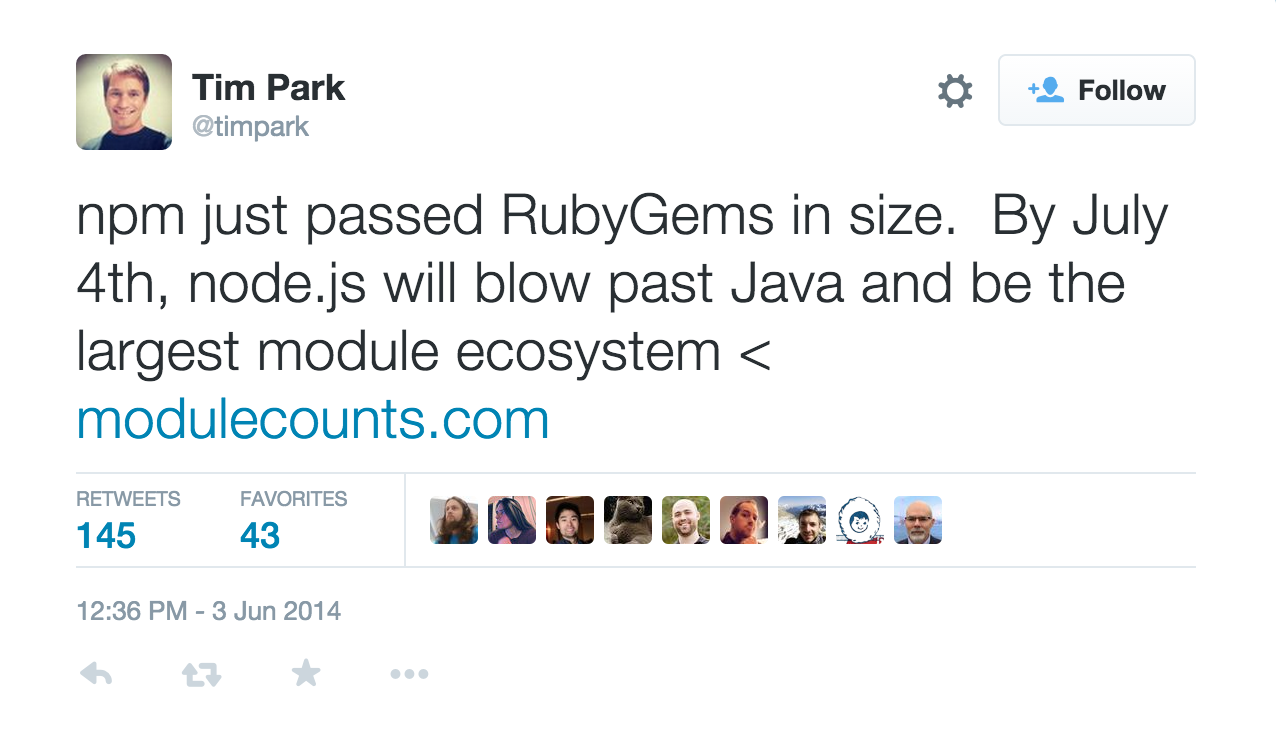 Tim Park
@timpark
Follow
npm just passed RubyGems in size.  By July
4th, node.js will blow past Java and be the
largest module ecosystem <
modulecounts.com
RETWEETS FAVORITES
145 43
12:36 PM - 3 Jun 2014